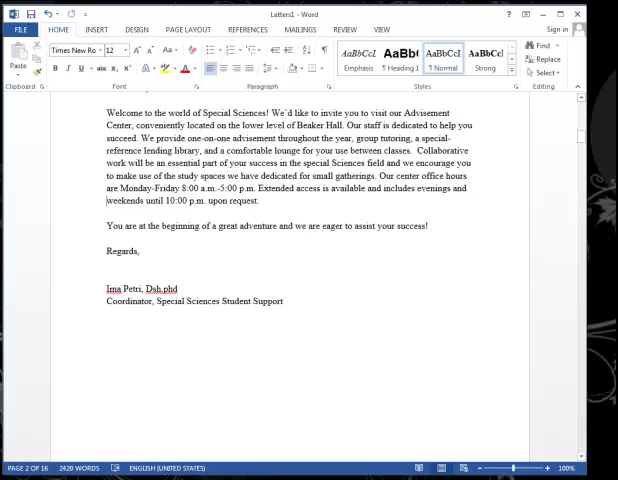 Letters1 - Word
Sign in
FILE HOME INSERT DESIGN PAGE LAYOUT REFERENCES MAILINGS REVIEW VIEW
Times New Ro 12 Aa
AaBbCcI AaBb( AaBbCcI AaBbCc
Find
Replace
Select
Paste
B I U abc
Emphasis ¶ Heading 1 ¶ Normal Strong
Clipboard Font Paragraph Styles Editing
Welcome to the world of Special Sciences! We'd like to invite you to visit our Advisement
Center, conveniently located on the lower level of Beaker Hall. Our staff is dedicated to help you
succeed. We provide one-on-one advisement throughout the year, group tutoring, a special-
reference lending library, and a comfortable lounge for your use between classes. Collaborative
work will be an essential part of your success in the special Sciences field and we encourage you
to make use of the study spaces we have dedicated for small gatherings. Our center office hours
are Monday-Friday 8:00 a.m.-5:00 p.m. Extended access is available and includes evenings and
weekends until 10:00 p.m. upon request.
You are at the beginning of a great adventure and we are eager to assist your success!
Regards,
Ima Petri, Dsh,phd
Coordinator, Special Sciences Student Support
PAGE 2 OF 16 2420 WORDS ENGLISH (UNITED STATES) 100%